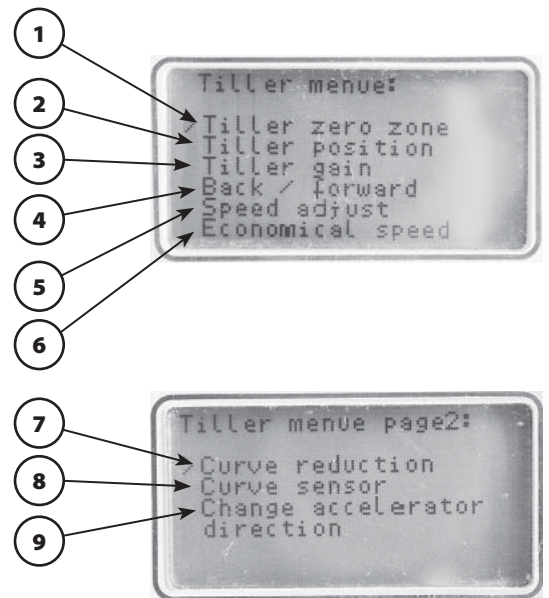 1
2
3
4
5
6
Tiller menue:
Tiller zero zone
Tiller position
Tiller gain
Back / forward
Speed adjust
Economical speed
7
8
9
Tiller menue page2:
Curve reduction
Curve sensor
Change accelerator
direction